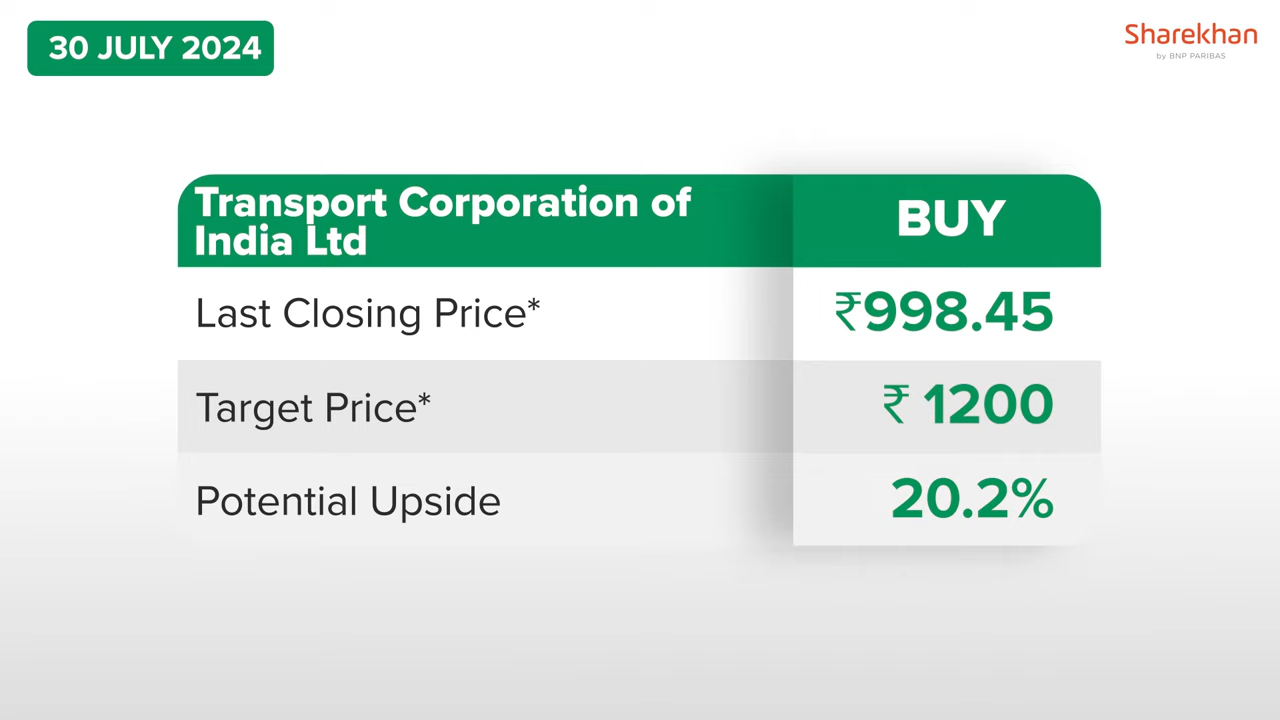 30 JULY 2024
Sharekhan
by BNP PARIBAS
Transport Corporation of
India Ltd
BUY
Last Closing Price*
₹998.45
Target Price*
₹ 1200
Potential Upside
20.2%